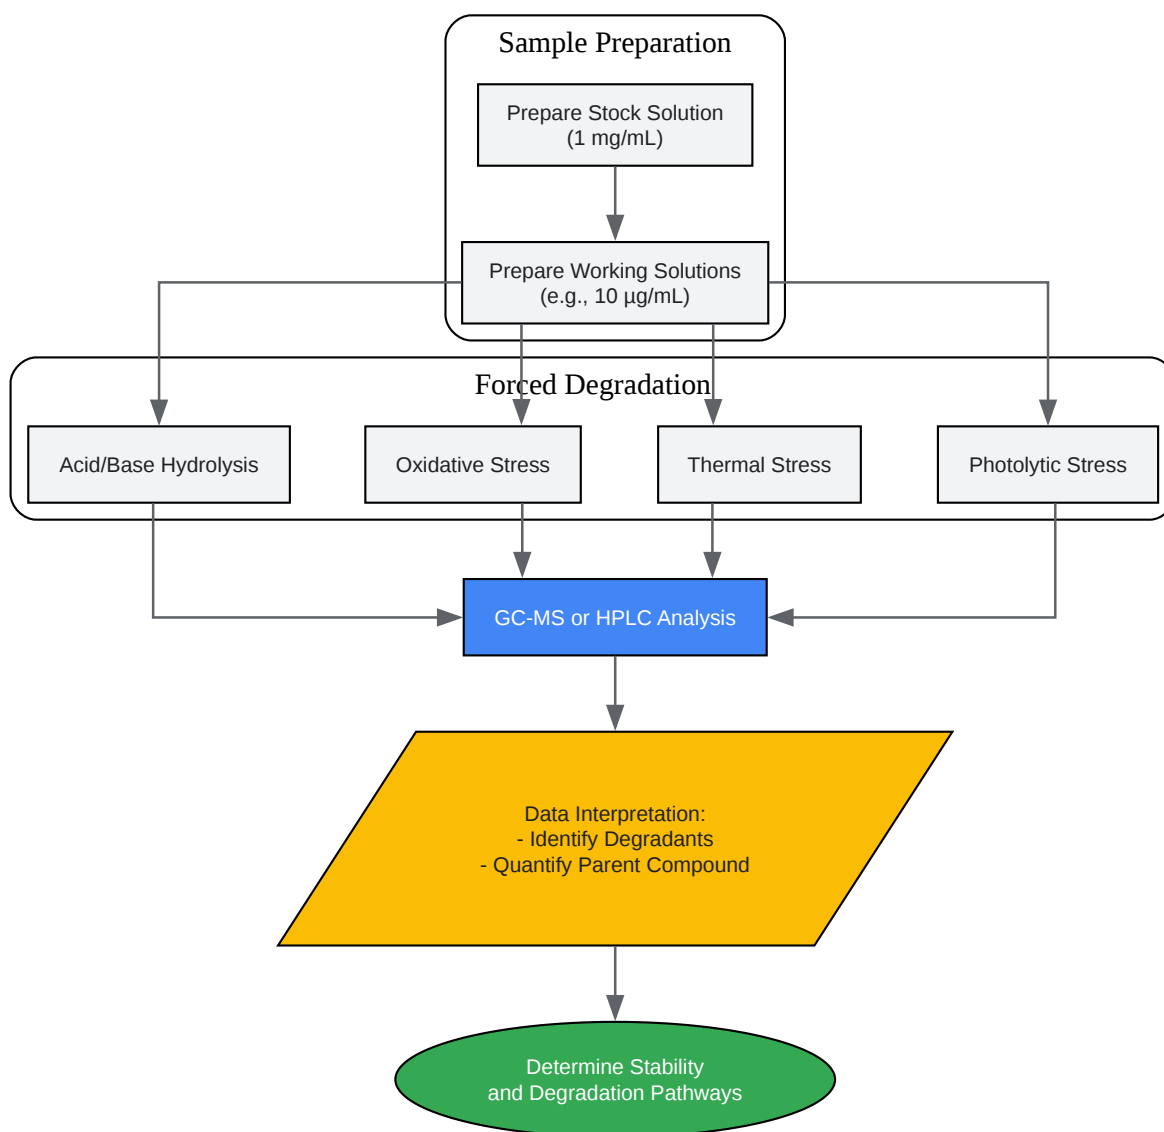 Sample Preparation
Prepare Stock Solution
(1 mg/mL)
Prepare Working Solutions
(e.g., 10 µg/mL)
Forced Degradation
Acid/Base Hydrolysis
Oxidative Stress
Thermal Stress
Photolytic Stress
GC-MS or HPLC Analysis
Data Interpretation:
- Identify Degradants
- Quantify Parent Compound
Determine Stability
and Degradation Pathways